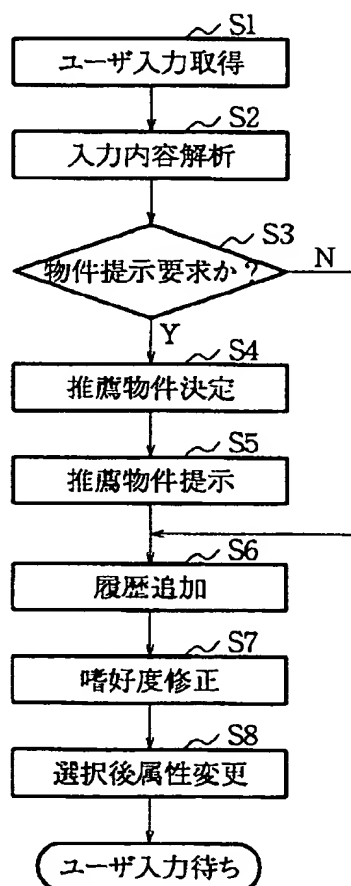 S1
ユーザ入力取得
S2
入力内容解析
S3
物件提示要求か?
N
Y
S4
推薦物件決定
S5
推薦物件提示
S6
履歴追加
S7
嗜好度修正
S8
選択後属性変更
ユーザ入力待ち